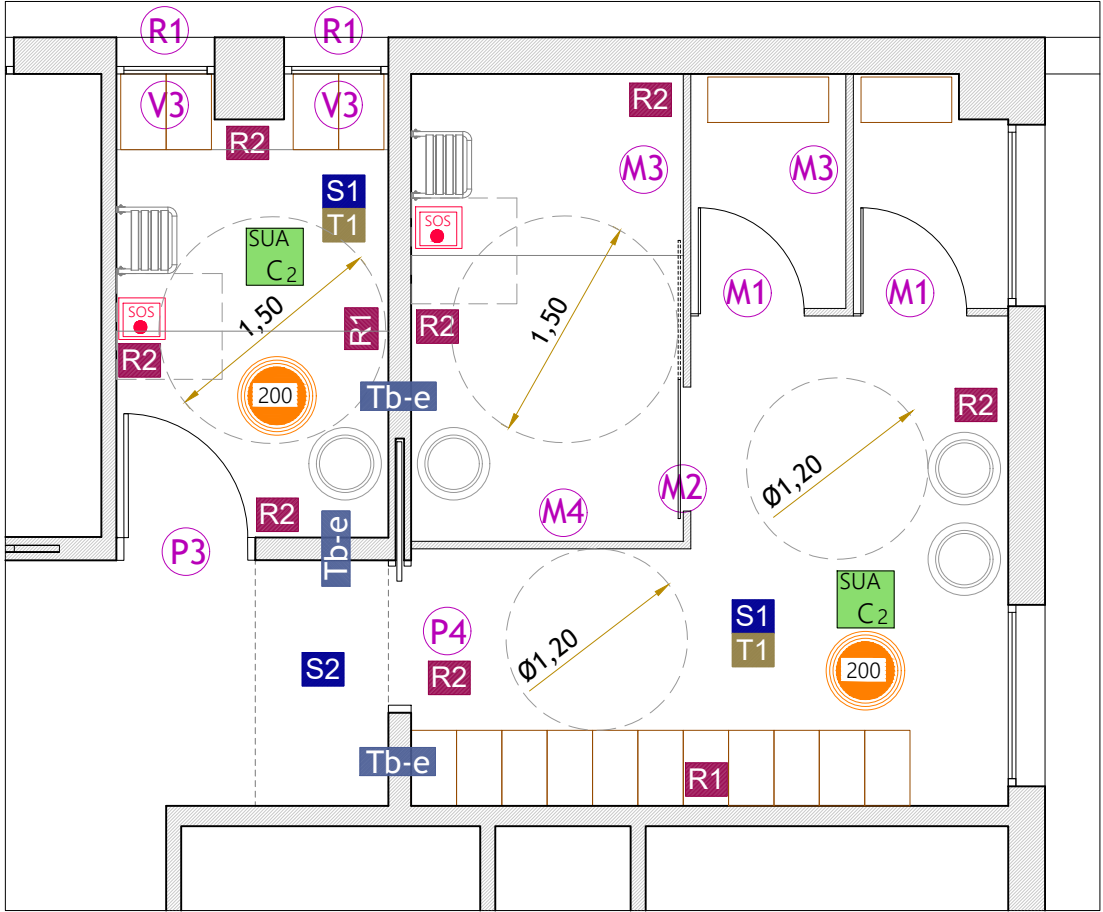 R1
R1
V3
V3
R2
R2
M3
M3
S1
T1
SOS
SUA
C2
M1
M1
SOS
1,50
1,50
R1
R2
R2
200
Tb-e
R2
Ø1,20
M2
R2
M4
P3
Tb-e
SUA
C2
S1
T1
P4
S2
R2
Ø1,20
200
Tb-e
R1